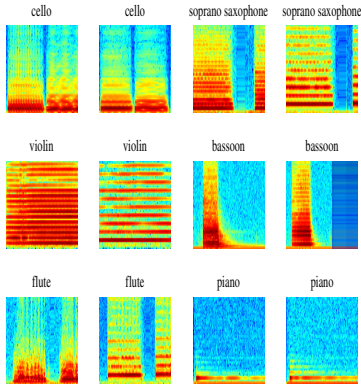 cello cello soprano saxophone soprano saxophone
violin violin bassoon bassoon
flute flute piano piano